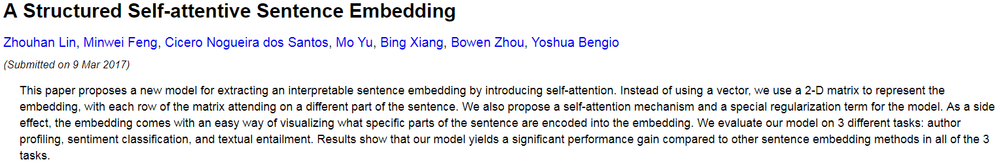 A Structured Self-attentive Sentence Embedding
Zhouhan Lin, Minwei Feng, Cicero Nogueira dos Santos, Mo Yu, Bing Xiang, Bowen Zhou, Yoshua Bengio
(Submitted on 9 Mar 2017)
This paper proposes a new model for extracting an interpretable sentence embedding by introducing self-attention. Instead of using a vector, we use a 2-D matrix to represent the
embedding, with each row of the matrix attending on a different part of the sentence. We also propose a self-attention mechanism and a special regularization term for the model. As a side
effect, the embedding comes with an easy way of visualizing what specific parts of the sentence are encoded into the embedding. We evaluate our model on 3 different tasks: author
profiling, sentiment classification, and textual entailment. Results show that our model yields a significant performance gain compared to other sentence embedding methods in all of the 3
tasks.